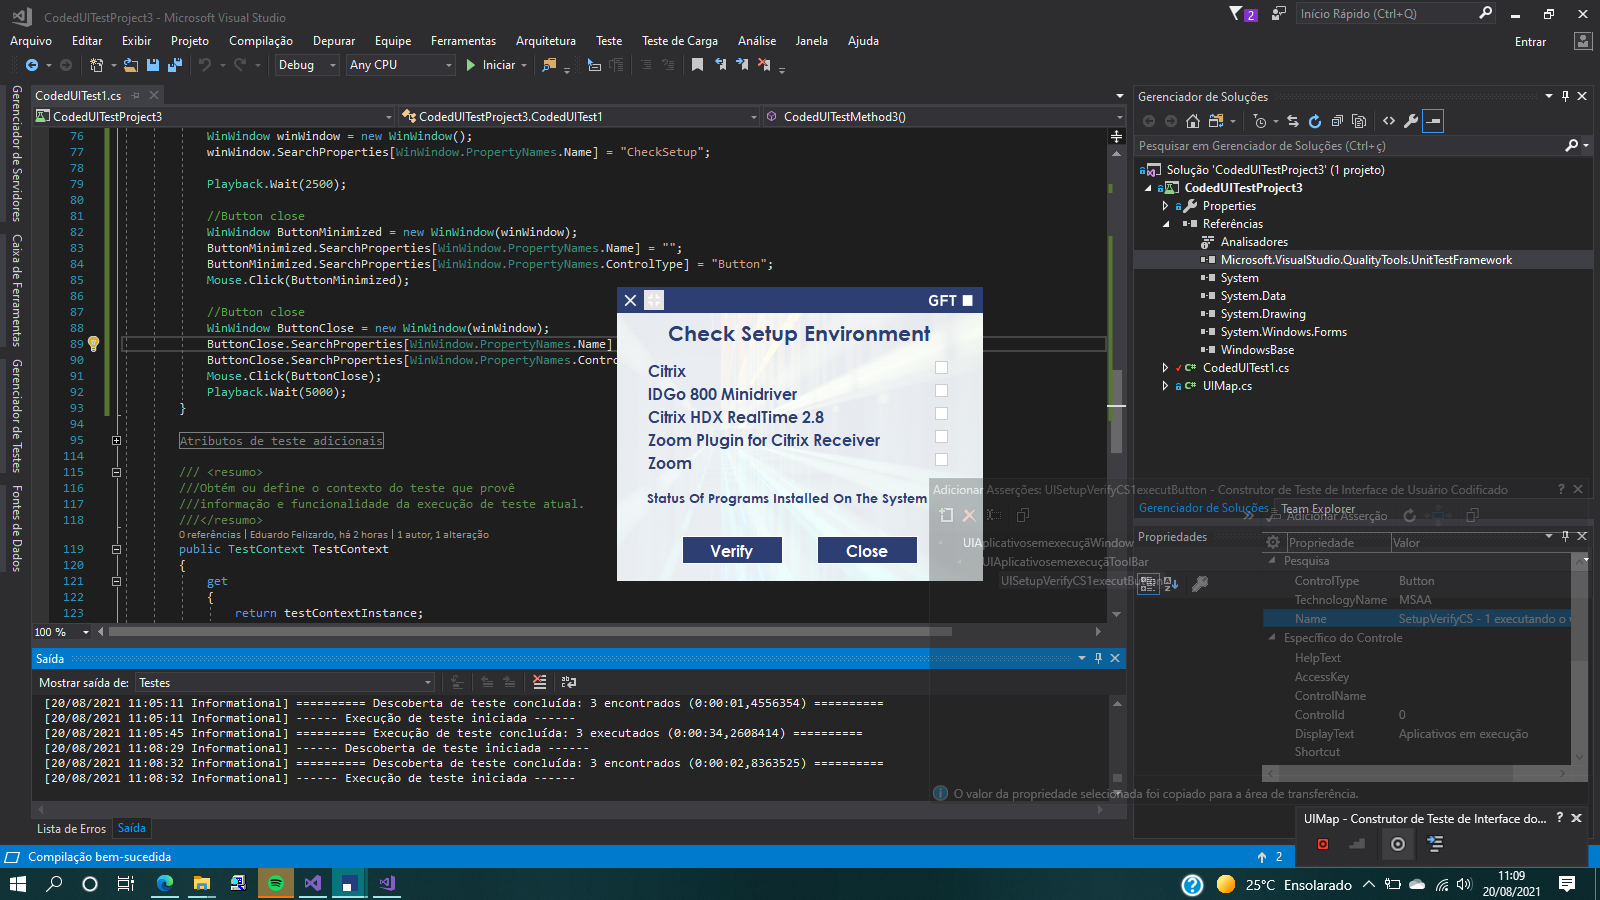 CodedUITestProject3 - Microsoft Visual Studio
2
Início Rápido (Ctrl+Q)
Arquivo Editar Exibir Projeto Compilação Depurar Equipe Ferramentas Arquitetura Teste Teste de Carga Análise Janela Ajuda
Entrar
Debug Any CPU Iniciar
Gerenciador de Servidores
Caixa de Ferramentas
Gerenciador de Testes
Fontes de Dados
CodedUITest1.cs
CodedUITestProject3 CodedUITestProject3.CodedUITest1 CodedUITestMethod3()
76 WinWindow winWindow = new WinWindow();
77 winWindow.SearchProperties[WinWindow.PropertyNames.Name] = "CheckSetup";
78
79 Playback.Wait(2500);
80
81 //Button close
82 WinWindow ButtonMinimized = new WinWindow(winWindow);
83 ButtonMinimized.SearchProperties[WinWindow.PropertyNames.Name] = "";
84 ButtonMinimized.SearchProperties[WinWindow.PropertyNames.ControlType] = "Button";
85 Mouse.Click(ButtonMinimized);
86
87 //Button close
88 WinWindow ButtonClose = new WinWindow(winWindow);
89 ButtonClose.SearchProperties[WinWindow.PropertyNames.Name]
90 ButtonClose.SearchProperties[WinWindow.PropertyNames.Contro
91 Mouse.Click(ButtonClose);
92 Playback.Wait(5000);
93 }
94
95 Atributos de teste adicionais
114
115 /// <resumo>
116 ///Obtém ou define o contexto do teste que provê
117 ///informação e funcionalidade da execução de teste atual.
118 ///</resumo>
0 referências | Eduardo Felizardo, há 2 horas | 1 autor, 1 alteração
119 public TestContext TestContext
120 {
121 get
122 {
123 return testContextInstance;
100 %
GFT
Check Setup Environment
Citrix
IDGo 800 Minidriver
Citrix HDX RealTime 2.8
Zoom Plugin for Citrix Receiver
Zoom
Status Of Programs Installed On The System
Verify Close
Saída
Mostrar saída de: Testes
[20/08/2021 11:05:11 Informational] ========== Descoberta de teste concluída: 3 encontrados (0:00:01,4556354) ==========
[20/08/2021 11:05:11 Informational] ------ Execução de teste iniciada ------
[20/08/2021 11:05:45 Informational] ========== Execução de teste concluída: 3 executados (0:00:34,2608414) ==========
[20/08/2021 11:08:29 Informational] ------ Descoberta de teste iniciada ------
[20/08/2021 11:08:32 Informational] ========== Descoberta de teste concluída: 3 encontrados (0:00:02,8363525) ==========
[20/08/2021 11:08:32 Informational] ------ Execução de teste iniciada ------
Lista de Erros Saída
Gerenciador de Soluções
Pesquisar em Gerenciador de Soluções (Ctrl+ç)
Solução 'CodedUITestProject3' (1 projeto)
CodedUITestProject3
Properties
Referências
Analisadores
Microsoft.VisualStudio.QualityTools.UnitTestFramework
System
System.Data
System.Drawing
System.Windows.Forms
WindowsBase
CodedUITest1.cs
UIMap.cs
Adicionar Asserções: UISetupVerifyCS1executButton - Construtor de Teste de Interface de Usuário Codificado
Gerenciador de Soluções Team Explorer
Adicionar Asserção
UIAplicativosemexecuçãWindow
UIAplicativosemexecuçãToolBar
UISetupVerifyCS1executButton
Propriedades
Propriedade Valor
Pesquisa
ControlType Button
TechnologyName MSAA
Name SetupVerifyCS - 1 executando o
Específico do Controle
HelpText
AccessKey
ControlName
ControlId 0
DisplayText Aplicativos em execução
Shortcut
O valor da propriedade selecionada foi copiado para a área de transferência.
UIMap - Construtor de Teste de Interface do...
Compilação bem-sucedida
2
25°C Ensolarado
11:09
20/08/2021